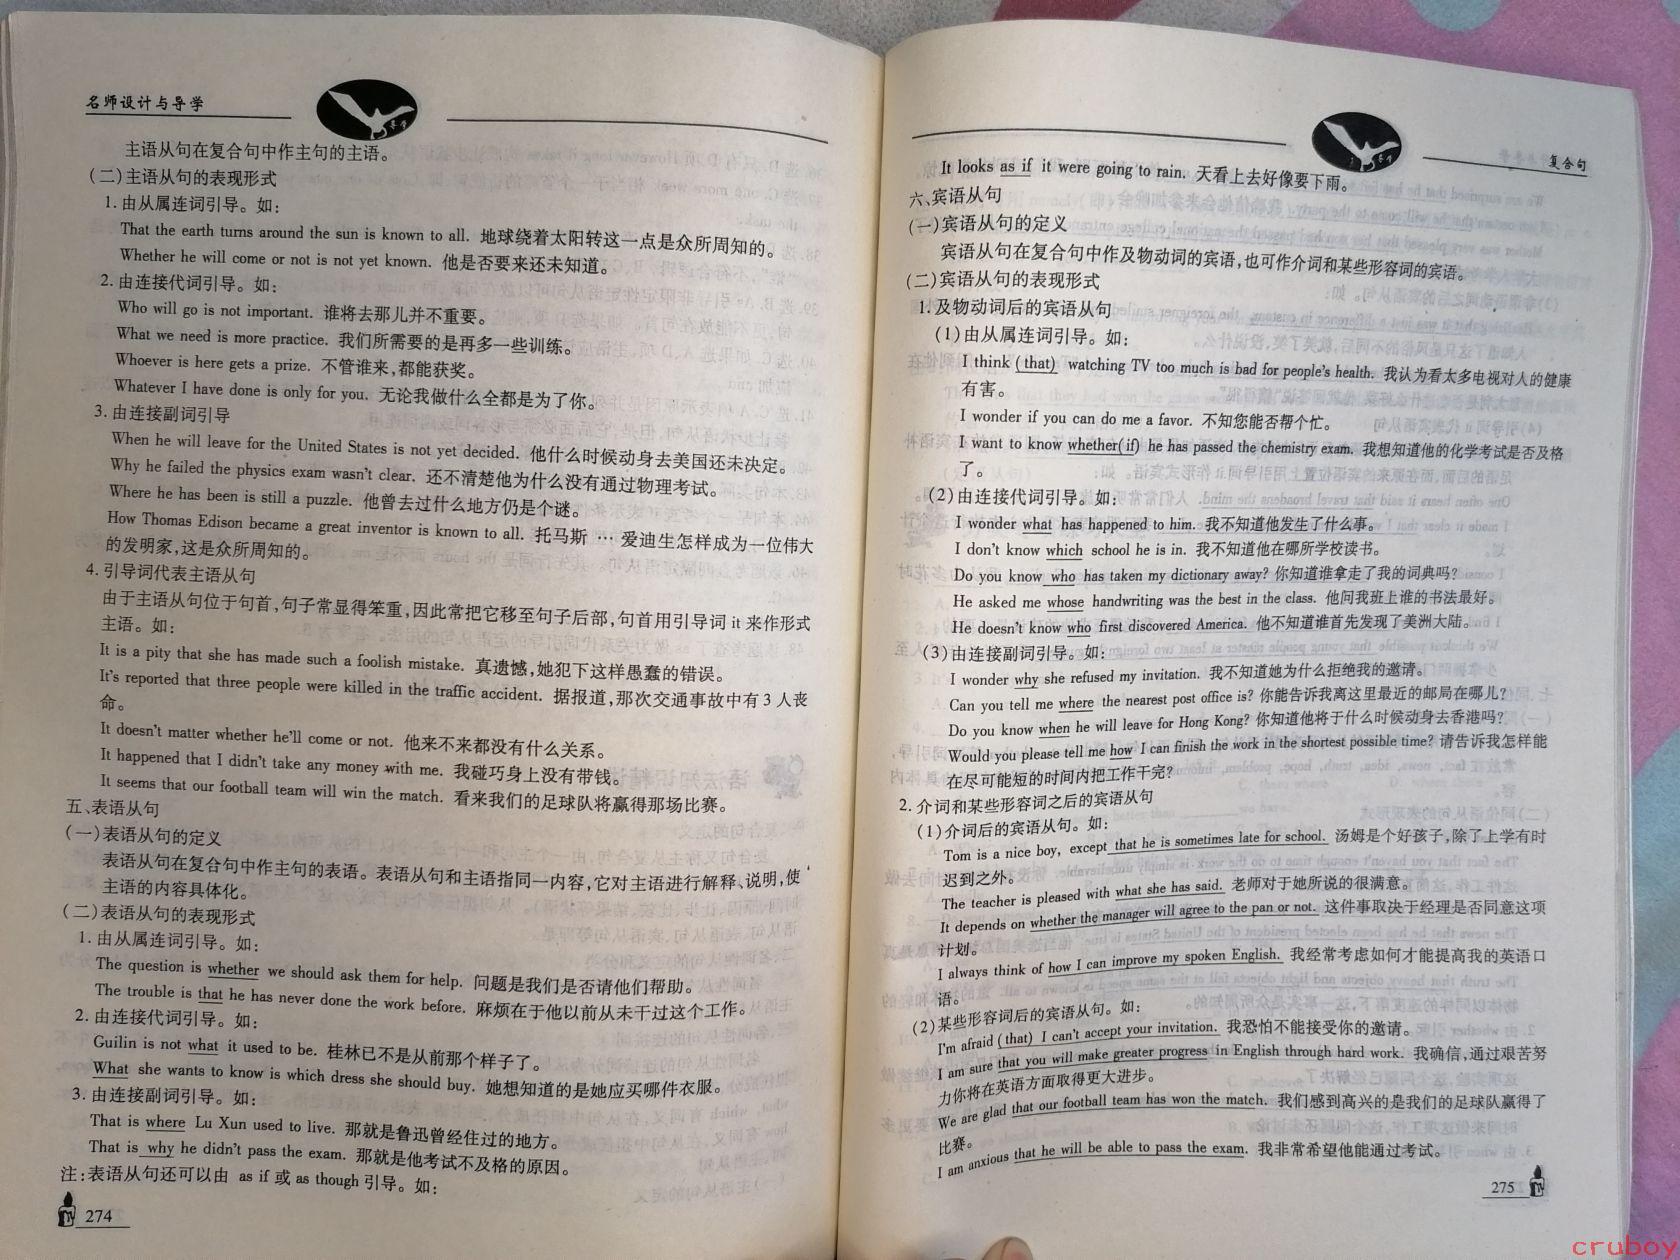 名师设计与导学
主语从句在复合句中作主句的主语。
(二)主语从句的表现形式
1. 由从属连词引导。如:
That the earth turns around the sun is known to all. 地球绕着太阳转这一点是众所周知的。
Whether he will come or not is not yet known. 他是否要来还未知道。
2. 由连接代词引导。如:
Who will go is not important. 谁将去那儿并不重要。
What we need is more practice. 我们所需要的是再多一些训练。
Whoever is here gets a prize. 不管谁来,都能获奖。
Whatever I have done is only for you. 无论我做什么全都是为了你。
3. 由连接副词引导
When he will leave for the United States is not yet decided. 他什么时候动身去美国还未决定。
Why he failed the physics exam wasn't clear. 还不清楚他为什么没有通过物理考试。
Where he has been is still a puzzle. 他曾去过什么地方仍是个谜。
How Thomas Edison became a great inventor is known to all. 托马斯 … 爱迪生怎样成为一位伟大
的发明家,这是众所周知的。
4. 引导词代表主语从句
由于主语从句位于句首,句子常显得笨重,因此常把它移至句子后部,句首用引导词 it 来作形式
主语。如:
It is a pity that she has made such a foolish mistake. 真遗憾,她犯下这样愚蠢的错误。
It's reported that three people were killed in the traffic accident. 据报道,那次交通事故中有 3 人丧
命。
It doesn't matter whether he'll come or not. 他来不来都没有什么关系。
It happened that I didn't take any money with me. 我碰巧身上没有带钱。
It seems that our football team will win the match. 看来我们的足球队将赢得那场比赛。
五、表语从句
(一)表语从句的定义
表语从句在复合句中作主句的表语。表语从句和主语指同一内容,它对主语进行解释、说明,使
主语的内容具体化。
(二)表语从句的表现形式
1. 由从属连词引导。如:
The question is whether we should ask them for help. 问题是我们是否请他们帮助。
The trouble is that he has never done the work before. 麻烦在于他以前从未干过这个工作。
2. 由连接代词引导。如:
Guilin is not what it used to be. 桂林已不是从前那个样子了。
What she wants to know is which dress she should buy. 她想知道的是她应买哪件衣服。
3. 由连接副词引导。如:
That is where Lu Xun used to live. 那就是鲁迅曾经住过的地方。
That is why he didn't pass the exam. 那就是他考试不及格的原因。
注:表语从句还可以由 as if 或 as though 引导。如:
274
复合句
It looks as if it were going to rain. 天看上去好像要下雨。
六、宾语从句
(一)宾语从句的定义
宾语从句在复合句中作及物动词的宾语,也可作介词和某些形容词的宾语。
(二)宾语从句的表现形式
1. 及物动词后的宾语从句
(1)由从属连词引导。如:
I think (that) watching TV too much is bad for people's health. 我认为看太多电视对人的健康
有害。
I wonder if you can do me a favor. 不知您能否帮个忙。
I want to know whether(if) he has passed the chemistry exam. 我想知道他的化学考试是否及格
了。
(2)由连接代词引导。如:
I wonder what has happened to him. 我不知道他发生了什么事。
I don't know which school he is in. 我不知道他在哪所学校读书。
Do you know who has taken my dictionary away? 你知道谁拿走了我的词典吗?
He asked me whose handwriting was the best in the class. 他问我班上谁的书法最好。
He doesn't know who first discovered America. 他不知道谁首先发现了美洲大陆。
(3)由连接副词引导。如:
I wonder why she refused my invitation. 我不知道她为什么拒绝我的邀请。
Can you tell me where the nearest post office is? 你能告诉我离这里最近的邮局在哪儿?
Do you know when he will leave for Hong Kong? 你知道他将于什么时候动身去香港吗?
Would you please tell me how I can finish the work in the shortest possible time? 请告诉我怎样能
在尽可能短的时间内把工作干完?
2. 介词和某些形容词之后的宾语从句
(1)介词后的宾语从句。如:
Tom is a nice boy, except that he is sometimes late for school. 汤姆是个好孩子,除了上学有时
迟到之外。
The teacher is pleased with what she has said. 老师对于她所说的很满意。
It depends on whether the manager will agree to the pan or not. 这件事取决于经理是否同意这项
计划。
I always think of how I can improve my spoken English. 我经常考虑如何才能提高我的英语口
语。
(2)某些形容词后的宾语从句。如:
I'm afraid (that) I can't accept your invitation. 我恐怕不能接受你的邀请。
I am sure that you will make greater progress in English through hard work. 我确信,通过艰苦努
力你将在英语方面取得更大进步。
We are glad that our football team has won the match. 我们感到高兴的是我们的足球队赢得了
比赛。
I am anxious that he will be able to pass the exam. 我非常希望他能通过考试。
275
cruboy